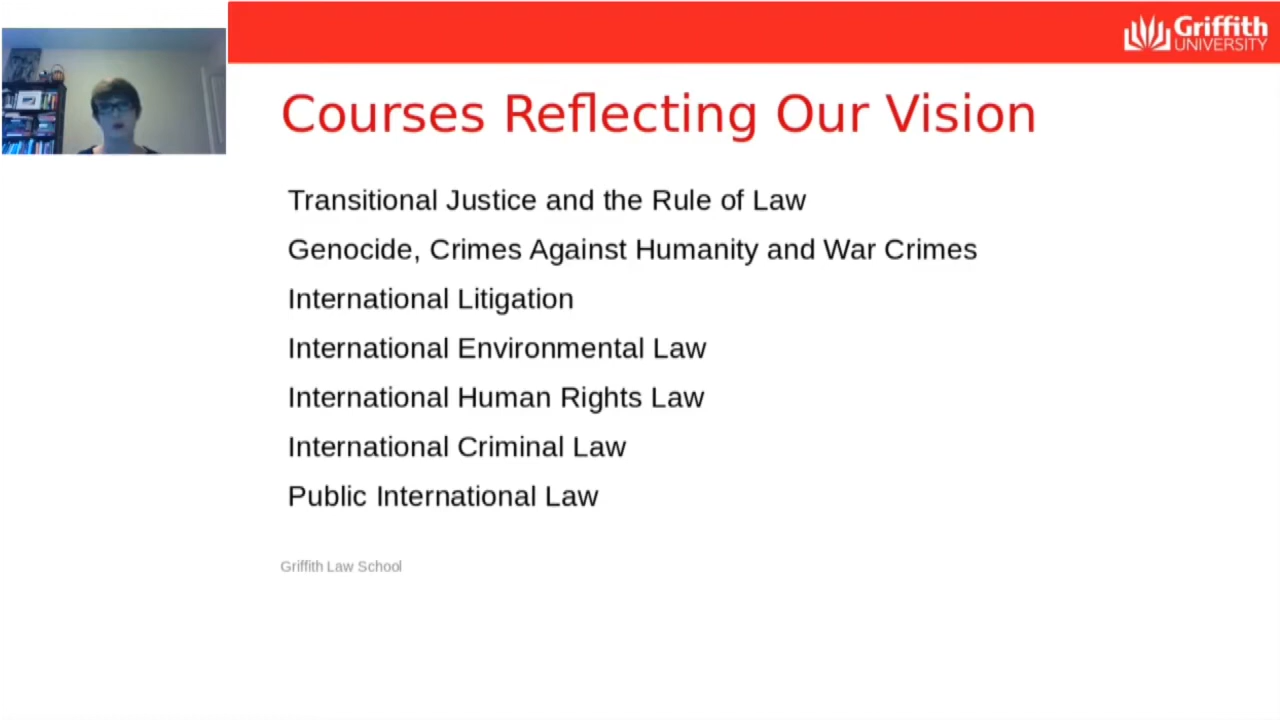 Griffith
UNIVERSITY
Courses Reflecting Our Vision
Transitional Justice and the Rule of Law
Genocide, Crimes Against Humanity and War Crimes
International Litigation
International Environmental Law
International Human Rights Law
International Criminal Law
Public International Law
Griffith Law School